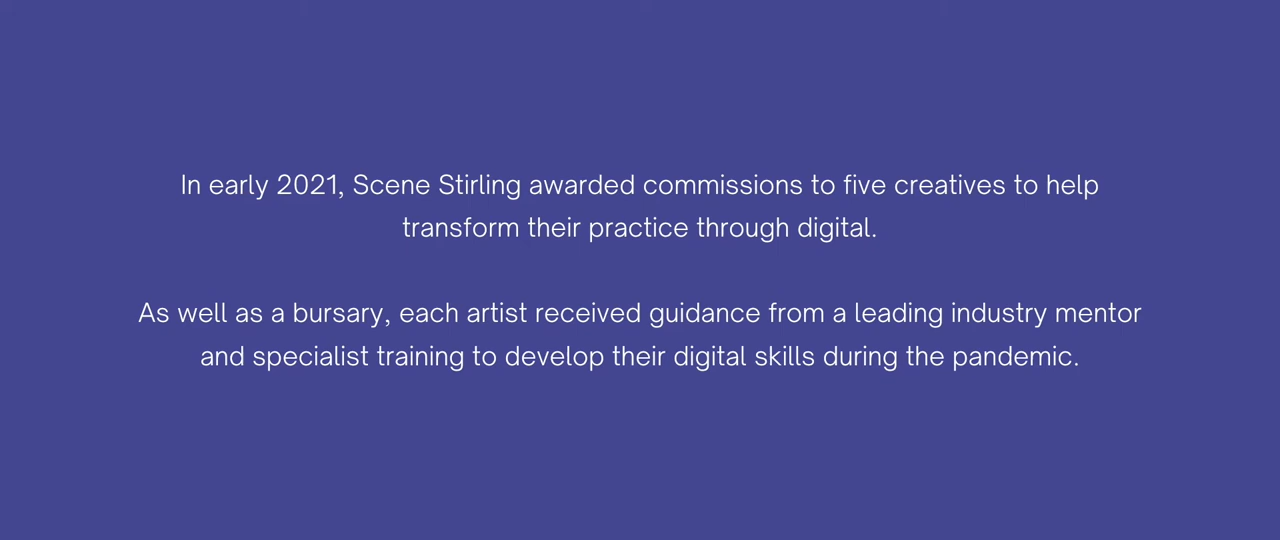 In early 2021, Scene Stirling awarded commissions to five creatives to help
transform their practice through digital.
As well as a bursary, each artist received guidance from a leading industry mentor
and specialist training to develop their digital skills during the pandemic.